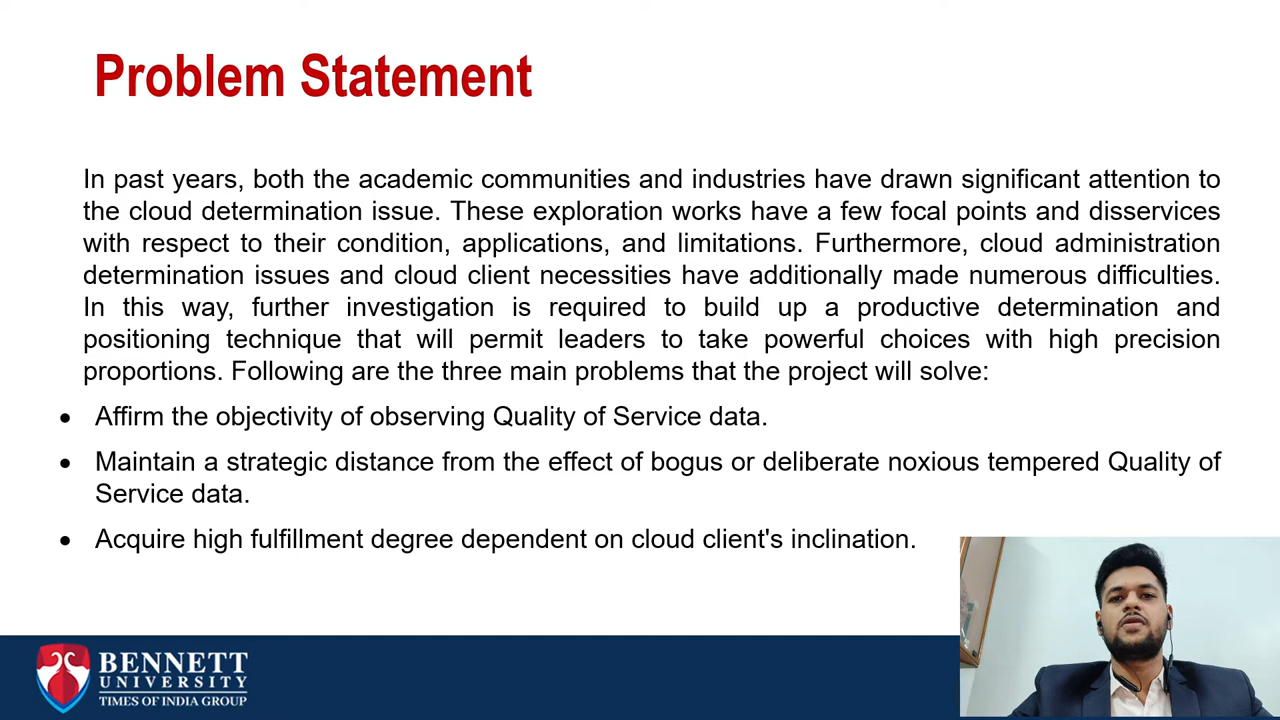 Problem Statement
In past years, both the academic communities and industries have drawn significant attention to
the cloud determination issue. These exploration works have a few focal points and disservices
with respect to their condition, applications, and limitations. Furthermore, cloud administration
determination issues and cloud client necessities have additionally made numerous difficulties.
In this way, further investigation is required to build up a productive determination and
positioning technique that will permit leaders to take powerful choices with high precision
proportions. Following are the three main problems that the project will solve:
• Affirm the objectivity of observing Quality of Service data.
• Maintain a strategic distance from the effect of bogus or deliberate noxious tempered Quality of
Service data.
• Acquire high fulfillment degree dependent on cloud client's inclination.
BENNETT
UNIVERSITY
TIMES OF INDIA GROUP